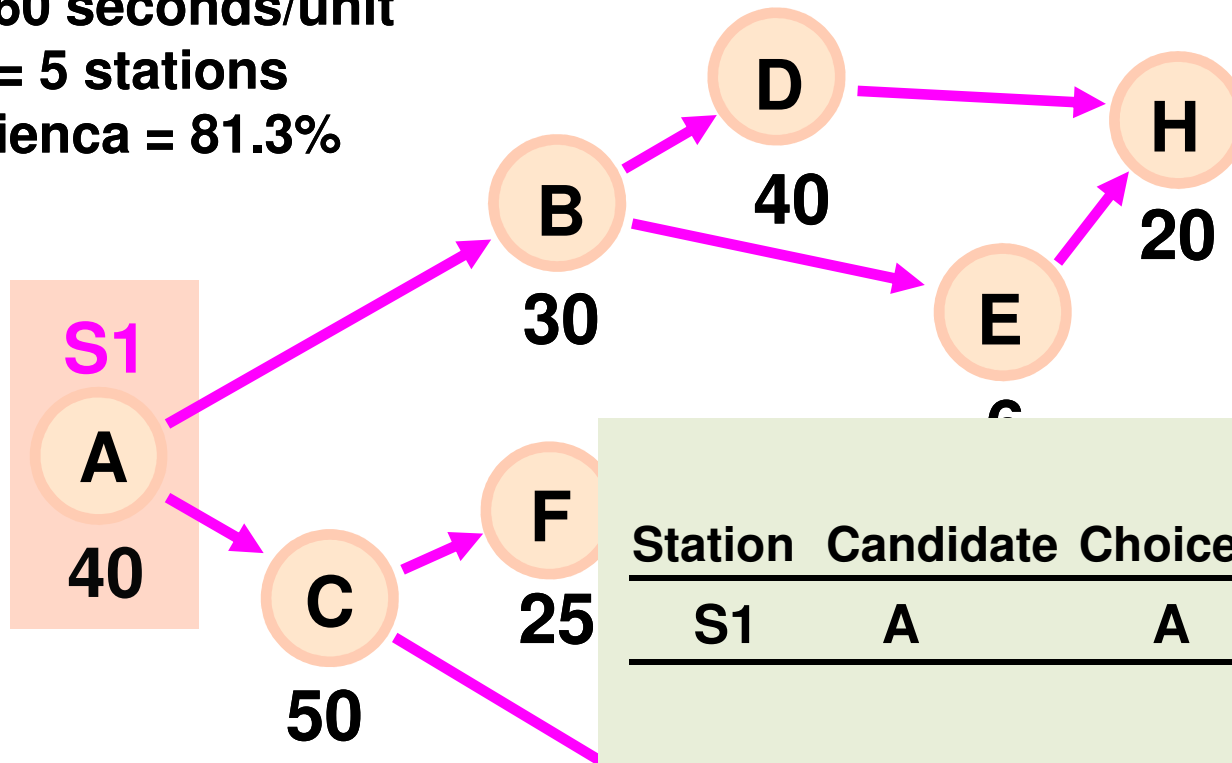 60 seconds/unit
= 5 stations
ienca = 81.3%
D
H
B
40
20
30
E
S1
6
A
F
Station Candidate Choice
40
C
25
S1 A A
50